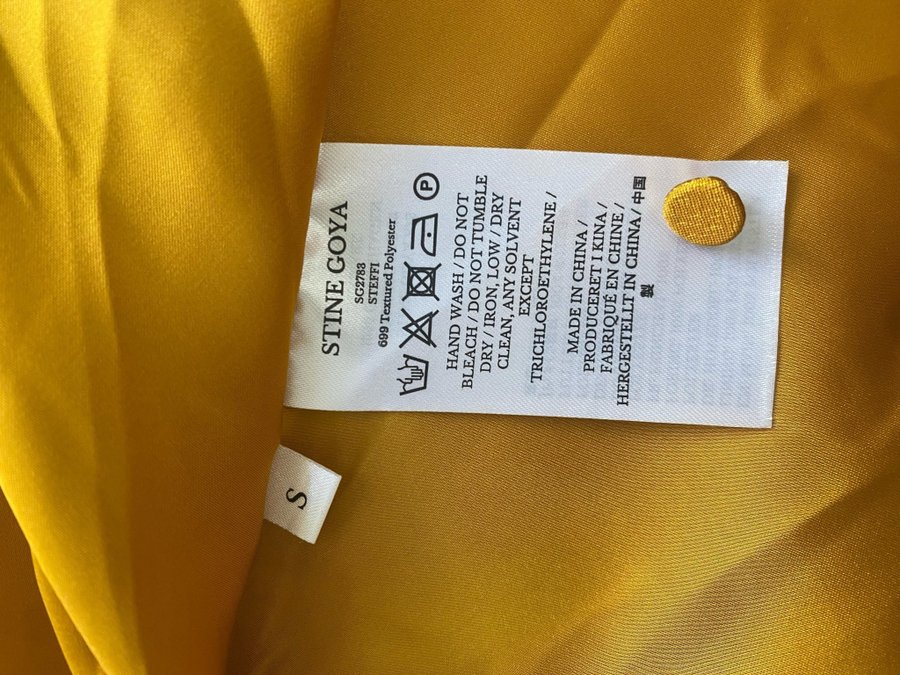 STINE GOYA
SG2783
STEFFI
699 Textured Polyester
P
HAND WASH / DO NOT
BLEACH / DO NOT TUMBLE
DRY / IRON, LOW / DRY
CLEAN, ANY SOLVENT
EXCEPT
TRICHLOROETHYLENE /
MADE IN CHINA /
PRODUCERET I KINA /
FABRIQUÉ EN CHINE /
HERGESTELLT IN CHINA / 中国
製
S